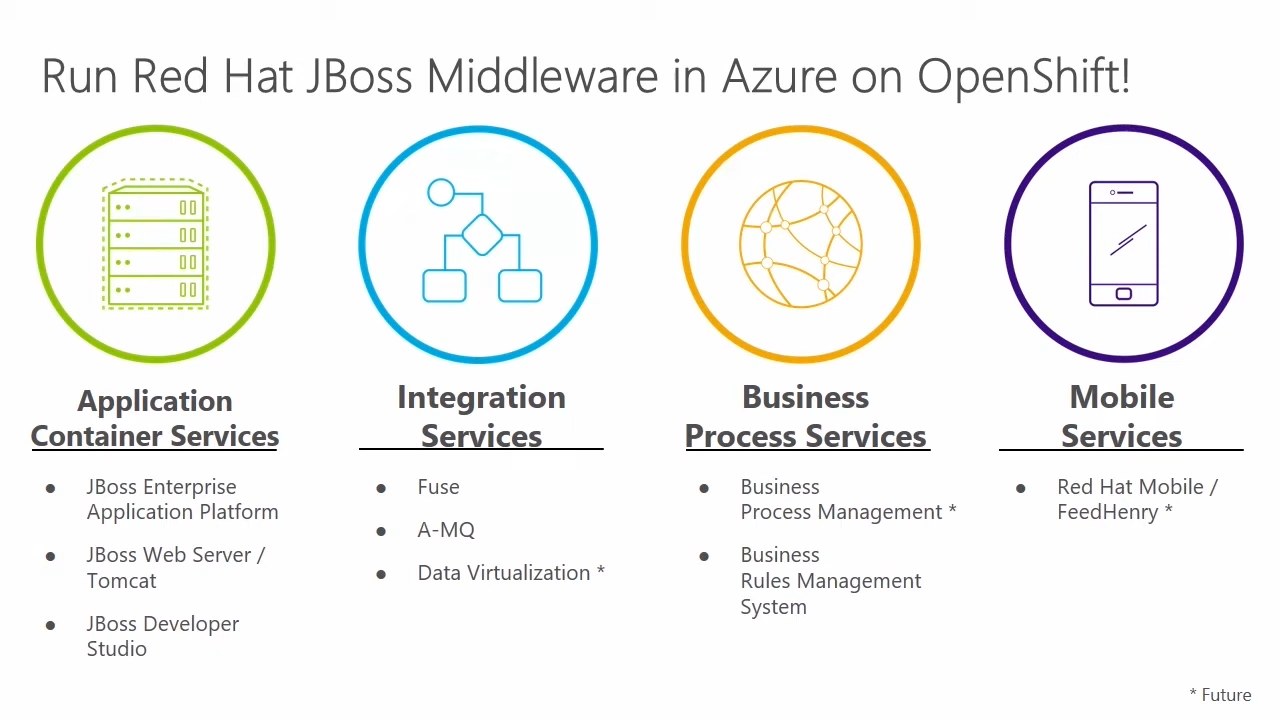 Run Red Hat JBoss Middleware in Azure on OpenShift!
Application
Container Services
● JBoss Enterprise
Application Platform
● JBoss Web Server /
Tomcat
● JBoss Developer
Studio
Integration
Services
● Fuse
● A-MQ
● Data Virtualization *
Business
Process Services
● Business
Process Management *
● Business
Rules Management
System
Mobile
Services
● Red Hat Mobile /
FeedHenry *
* Future